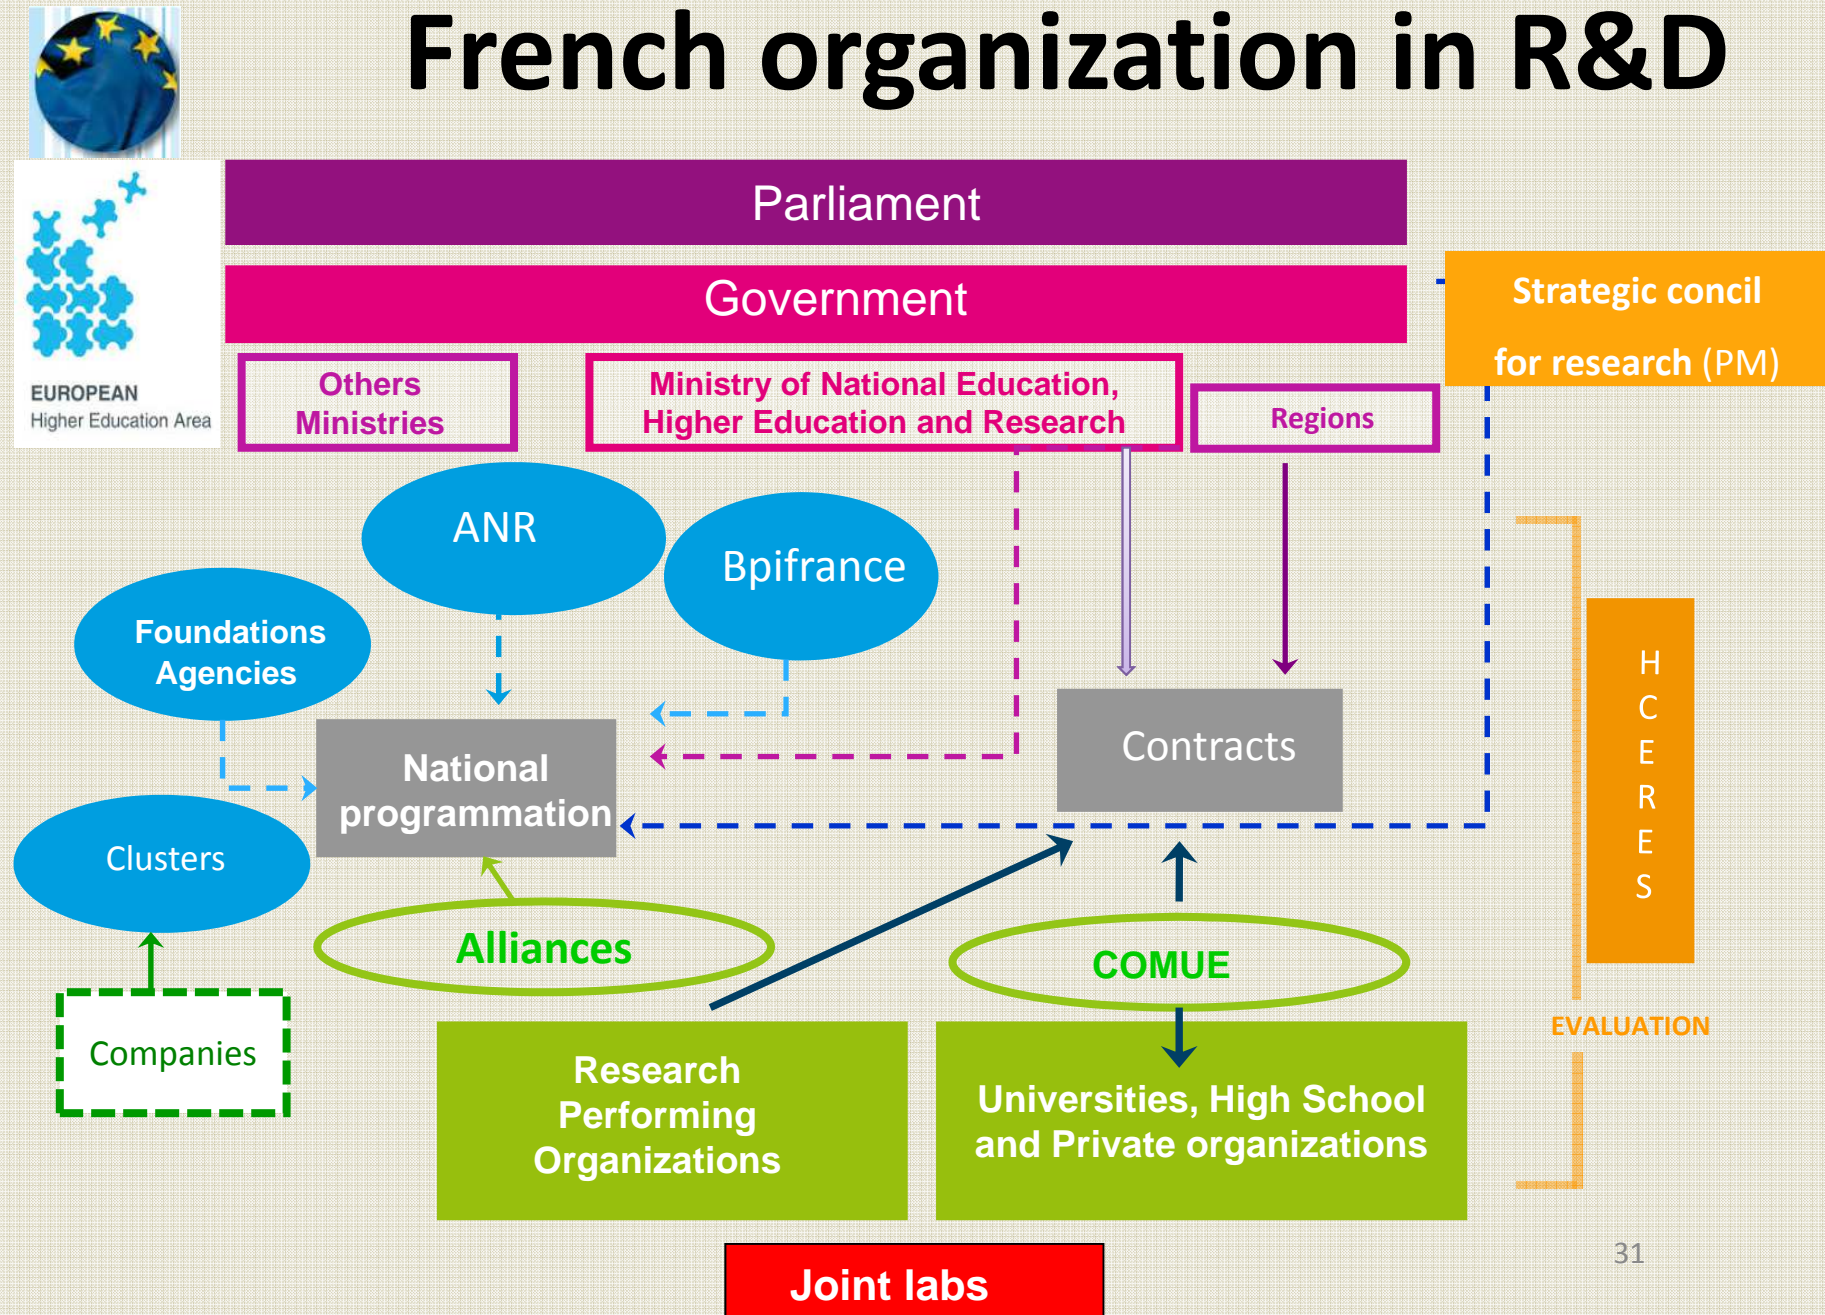 French organization in R&D
EUROPEAN
Higher Education Area
Parliament
Government
Strategic concil
for research (PM)
Others
Ministries
Ministry of National Education,
Higher Education and Research
Regions
ANR
Bpifrance
Foundations
Agencies
National
programmation
Contracts
Clusters
H
C
E
R
E
S
Alliances
COMUE
EVALUATION
Companies
Research
Performing
Organizations
Universities, High School
and Private organizations
Joint labs
31